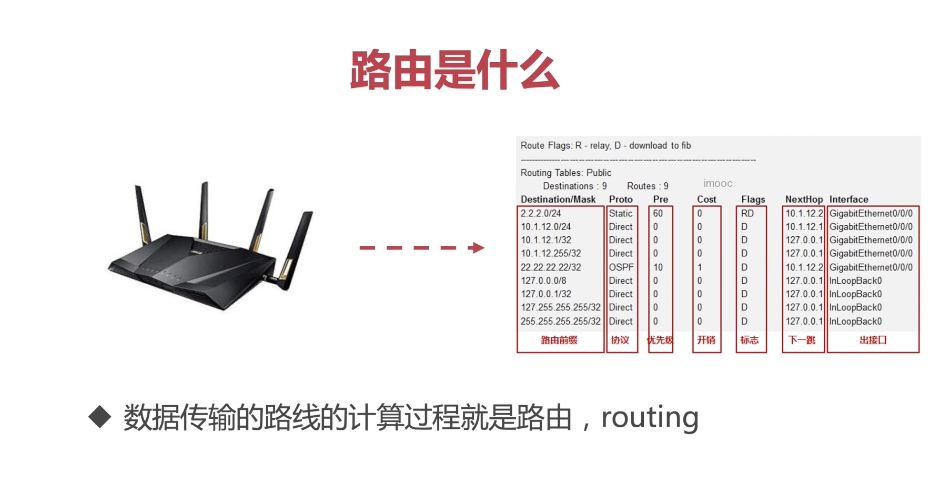 路由是什么
Route Flags: R - relay, D - download to fib
------------------------------------------------------------------------------
Routing Tables: Public
Destinations : 9 Routes : 9 imooc
Destination/Mask Proto Pre Cost Flags NextHop Interface
2.2.2.0/24 Static 60 0 RD 10.1.12.2 GigabitEthernet0/0/0
10.1.12.0/24 Direct 0 0 D 10.1.12.1 GigabitEthernet0/0/0
10.1.12.1/32 Direct 0 0 D 127.0.0.1 GigabitEthernet0/0/0
10.1.12.255/32 Direct 0 0 D 127.0.0.1 GigabitEthernet0/0/0
22.22.22.22/32 OSPF 10 1 D 10.1.12.2 GigabitEthernet0/0/0
127.0.0.0/8 Direct 0 0 D 127.0.0.1 InLoopBack0
127.0.0.1/32 Direct 0 0 D 127.0.0.1 InLoopBack0
127.255.255.255/32 Direct 0 0 D 127.0.0.1 InLoopBack0
255.255.255.255/32 Direct 0 0 D 127.0.0.1 InLoopBack0
路由前缀 协议 优先级 开销 标志 下一跳 出接口
◆ 数据传输的路线的计算过程就是路由，routing